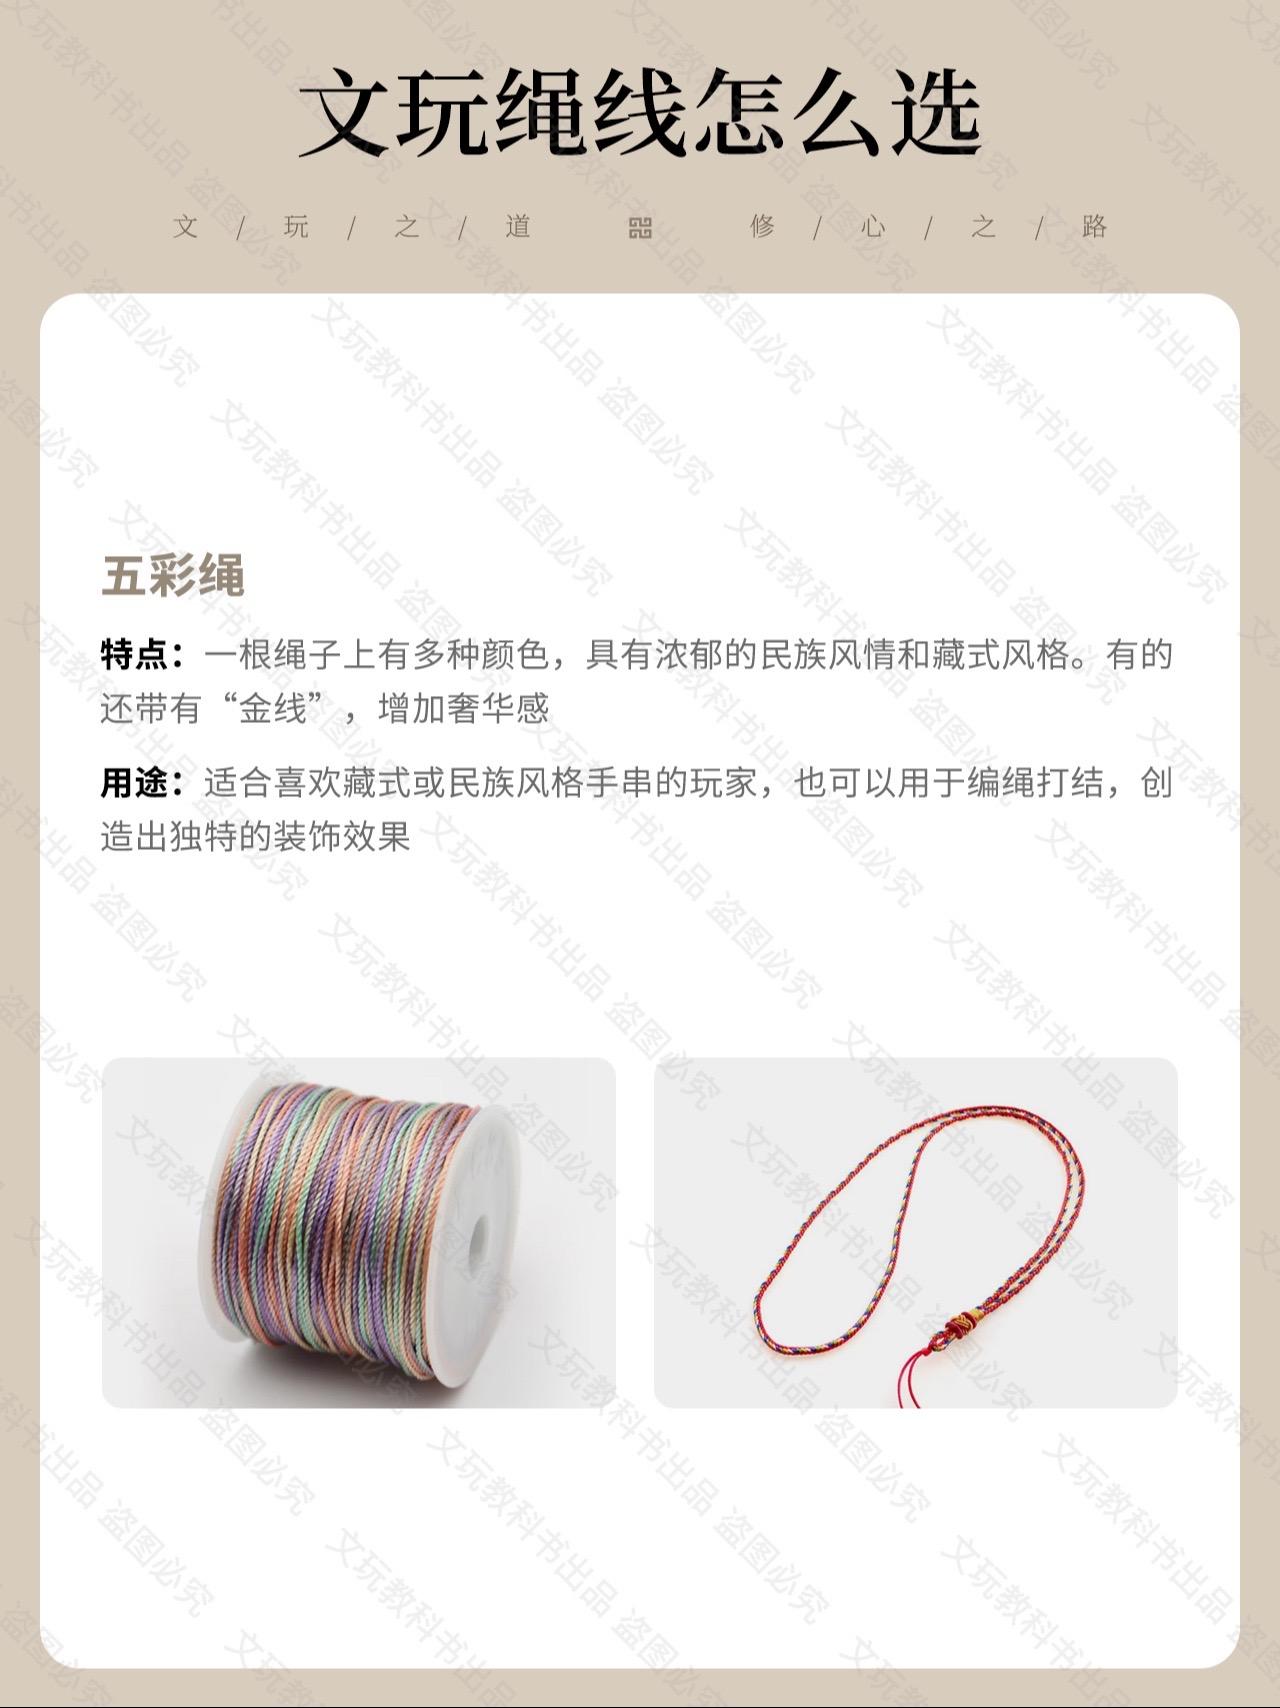 文玩绳线怎么选
文 / 玩 / 之 / 道 修 / 心 / 之 / 路
五彩绳
特点：一根绳子上有多种颜色，具有浓郁的民族风情和藏式风格。有的
还带有“金线”，增加奢华感
用途：适合喜欢藏式或民族风格手串的玩家，也可以用于编绳打结，创
造出独特的装饰效果
文玩教科书出品 盗图必究